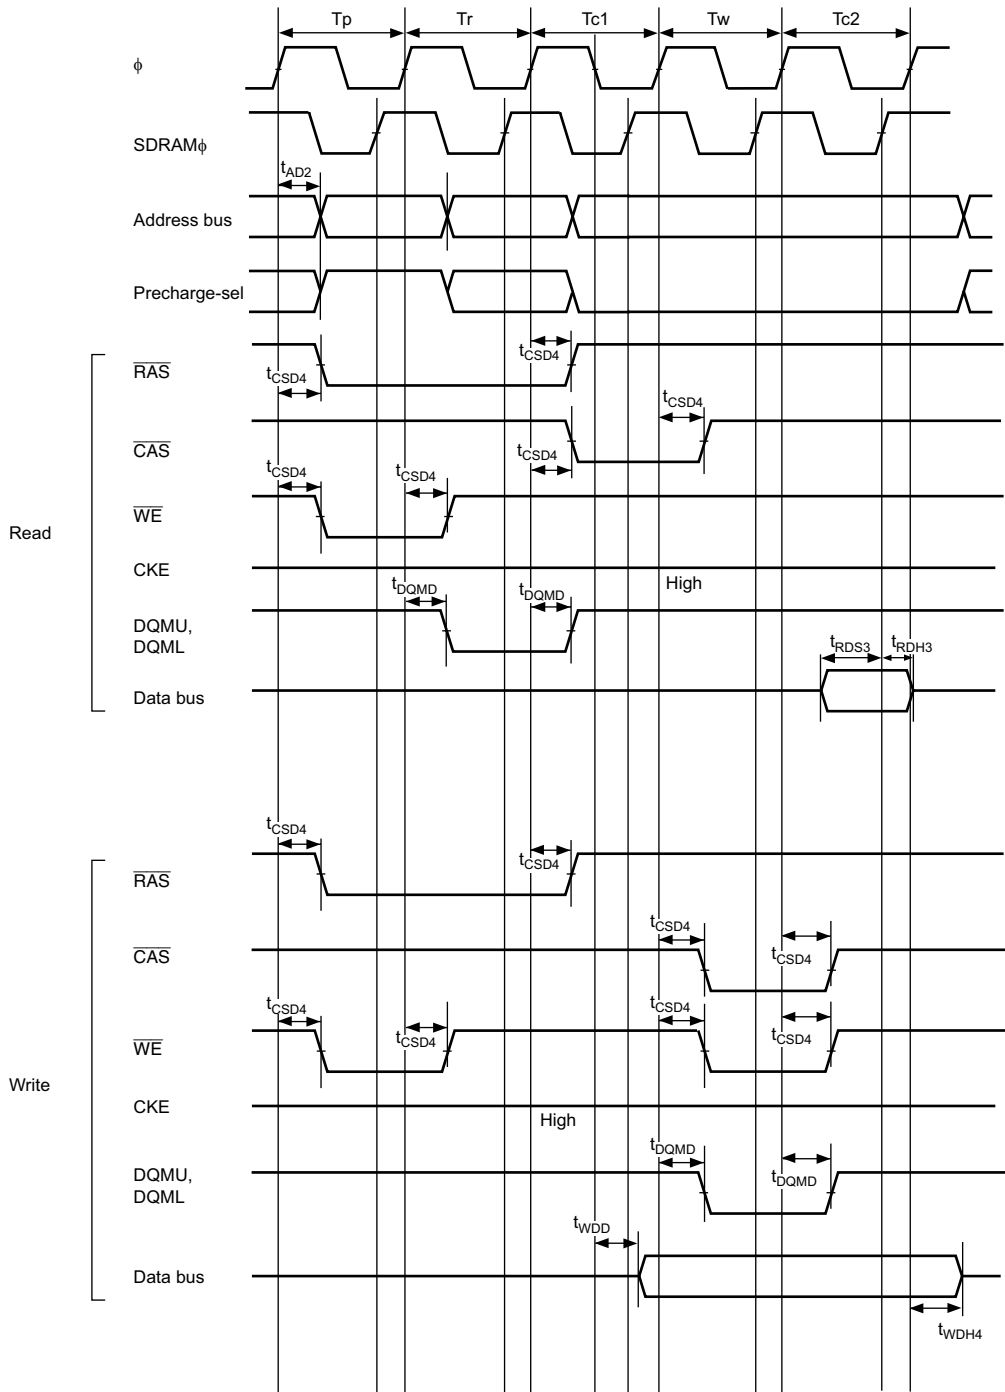 Tp Tr Tc1 Tw Tc2
ϕ
SDRAMϕ
tAD2
Address bus
Precharge-sel
tCSD4
RAS
tCSD4
tCSD4
CAS
tCSD4
tCSD4 tCSD4
WE
Read
CKE
High
tDQMD tDQMD
DQMU,
DQML
tRDS3 tRDH3
Data bus
tCSD4
tCSD4
RAS
tCSD4
CAS
tCSD4
tCSD4 tCSD4
tCSD4 tCSD4
WE
Write
CKE
High
tDQMD
DQMU,
DQML
tDQMD
tWDD
Data bus
tWDH4